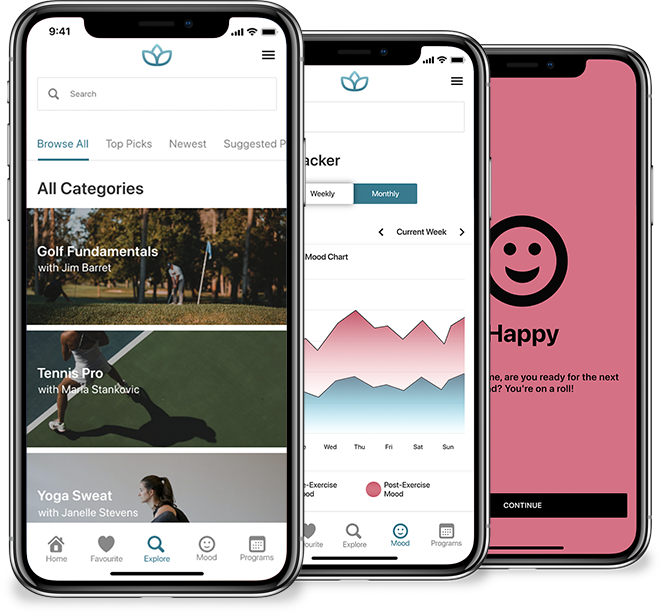 9:41
Search
Browse All Top Picks Newest Suggested P
All Categories
Golf Fundamentals
with Jim Barret
Tennis Pro
with Maria Stankovic
Yoga Sweat
with Janelle Stevens
Home Favourite Explore Mood Programs
acker
Weekly Monthly
Current Week
Mood Chart
e Wed Thu Fri Sat Sun
e-Exercise
ood
Post-Exercise
Mood
ourite Explore Mood Programs
Happy
me, are you ready for the next
nd? You're on a roll!
CONTINUE